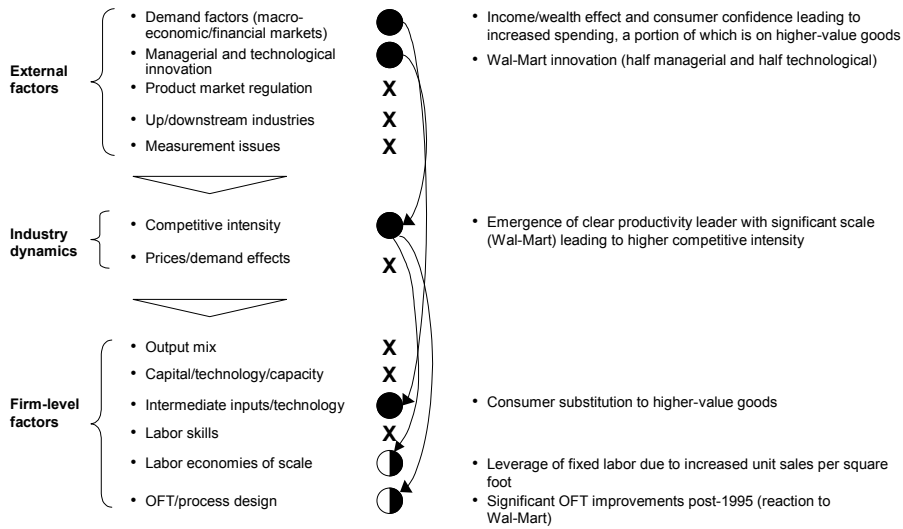 External
factors
• Demand factors (macro-
economic/financial markets)
• Managerial and technological
innovation
• Product market regulation
X
• Up/downstream industries
X
• Measurement issues
X
• Income/wealth effect and consumer confidence leading to
increased spending, a portion of which is on higher-value goods
• Wal-Mart innovation (half managerial and half technological)
Industry
dynamics
• Competitive intensity
• Prices/demand effects
X
• Emergence of clear productivity leader with significant scale
(Wal-Mart) leading to higher competitive intensity
Firm-level
factors
• Output mix
X
• Capital/technology/capacity
X
• Intermediate inputs/technology
• Labor skills
X
• Labor economies of scale
• OFT/process design
• Consumer substitution to higher-value goods
• Leverage of fixed labor due to increased unit sales per square
foot
• Significant OFT improvements post-1995 (reaction to
Wal-Mart)